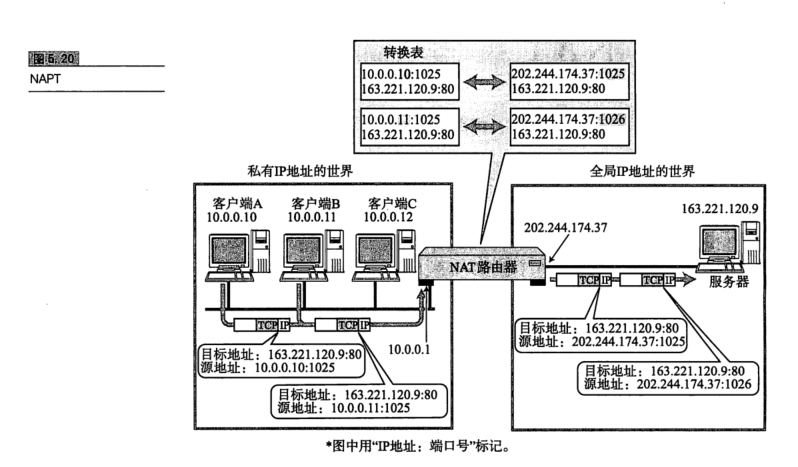 图5.20
NAPT
转换表
10.0.0.10:1025
163.221.120.9:80
202.244.174.37:1025
163.221.120.9:80
10.0.0.11:1025
163.221.120.9:80
202.244.174.37:1026
163.221.120.9:80
私有IP地址的世界
全局IP地址的世界
客户端A
10.0.0.10
客户端B
10.0.0.11
客户端C
10.0.0.12
163.221.120.9
202.244.174.37
NAT路由器
服务器
TCP IP
TCP IP
TCP IP
TCP IP
10.0.0.1
目标地址：163.221.120.9:80
源地址：10.0.0.10:1025
目标地址：163.221.120.9:80
源地址：10.0.0.11:1025
目标地址：163.221.120.9:80
源地址：202.244.174.37:1025
目标地址：163.221.120.9:80
源地址：202.244.174.37:1026
*图中用“IP地址：端口号”标记。